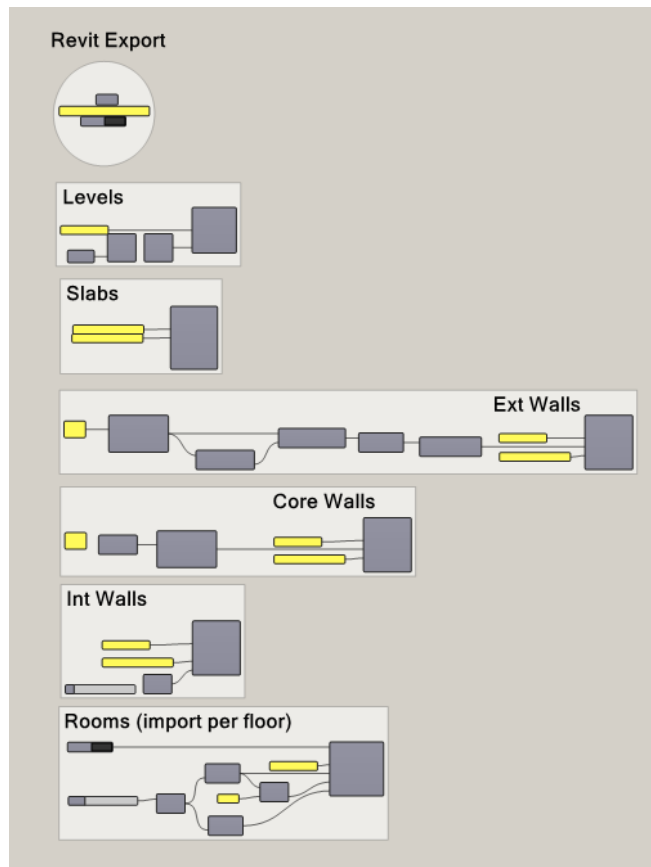 Revit Export
Levels
Slabs
Ext Walls
Core Walls
Int Walls
Rooms (import per floor)